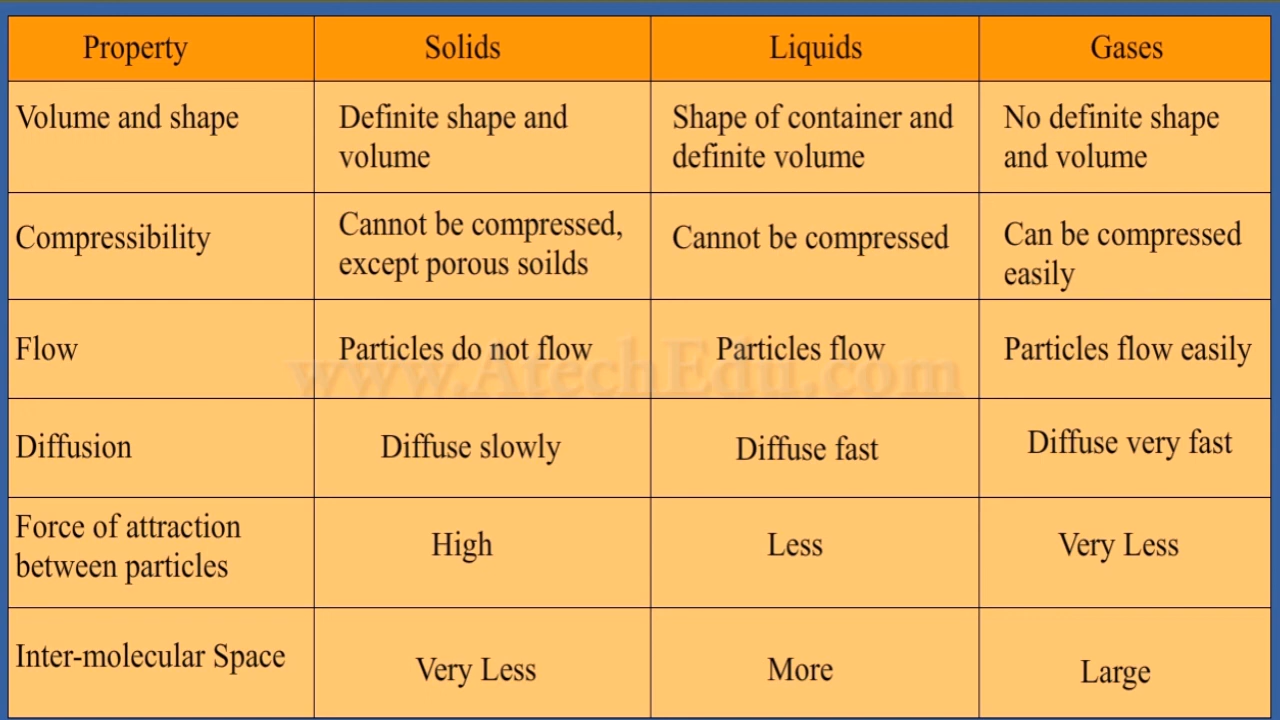 Property Solids Liquids Gases
Volume and shape
Definite shape and
volume
Shape of container and
definite volume
No definite shape
and volume
Compressibility
Cannot be compressed,
except porous soilds
Cannot be compressed
Can be compressed
easily
Flow
Particles do not flow
Particles flow
Particles flow easily
www.AtechEdu.com
Diffusion
Diffuse slowly
Diffuse fast
Diffuse very fast
Force of attraction
between particles
High
Less
Very Less
Inter-molecular Space
Very Less
More
Large